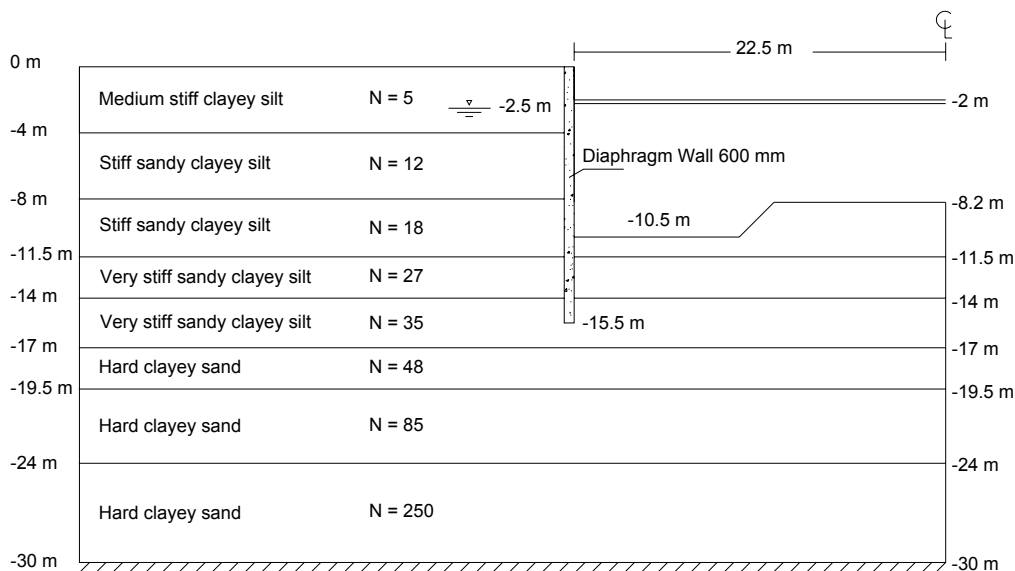 ℄
22.5 m
0 m
Medium stiff clayey silt N = 5 -2.5 m
-2 m
-4 m
Stiff sandy clayey silt N = 12
Diaphragm Wall 600 mm
-8 m
-8.2 m
Stiff sandy clayey silt N = 18
-10.5 m
-11.5 m
-11.5 m
Very stiff sandy clayey silt N = 27
-14 m
-14 m
Very stiff sandy clayey silt N = 35
-15.5 m
-17 m
-17 m
Hard clayey sand N = 48
-19.5 m
-19.5 m
Hard clayey sand N = 85
-24 m
-24 m
Hard clayey sand N = 250
-30 m
-30 m